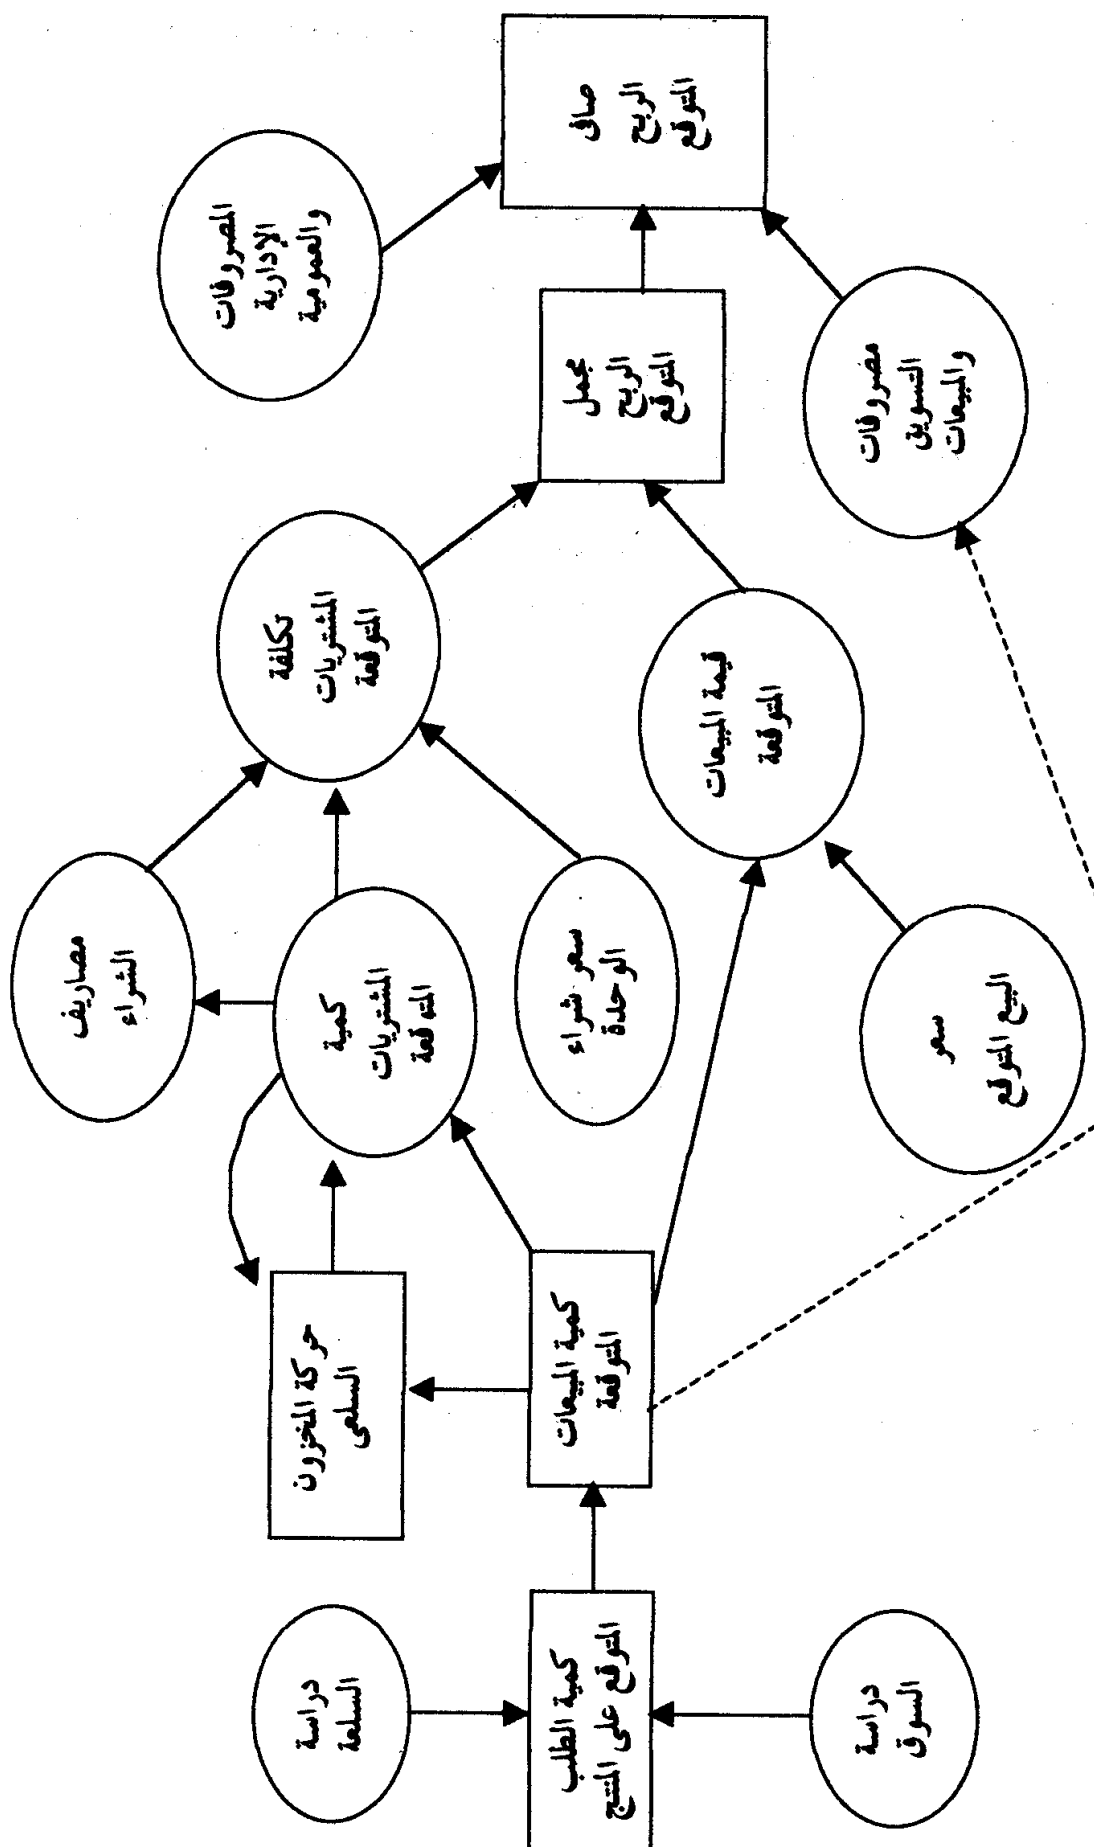 دراسة
السلعة
كمية الطلب
المتوقع على المنتج
دراسة
السوق
حركة المخزون
السلعى
كمية المبيعات
المتوقعة
مصاريف
الشراء
كمية
المشتريات
المتوقعة
سعر شراء
الوحدة
سعر
البيع المتوقع
تكلفة
المشتريات
المتوقعة
قيمة المبيعات
المتوقعة
مجمل
الربح
المتوقع
المصروفات
الإدارية
والعمومية
مصروفات
التسويق
والمبيعات
صافى
الربح
المتوقع